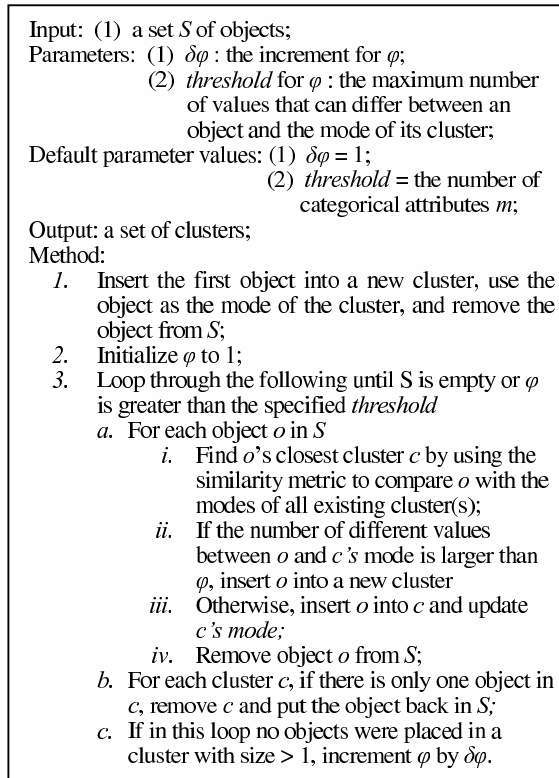 Input: (1) a set S of objects;
Parameters: (1) δφ : the increment for φ;
(2) threshold for φ : the maximum number
of values that can differ between an
object and the mode of its cluster;
Default parameter values: (1) δφ = 1;
(2) threshold = the number of
categorical attributes m;
Output: a set of clusters;
Method:
1. Insert the first object into a new cluster, use the
object as the mode of the cluster, and remove the
object from S;
2. Initialize φ to 1;
3. Loop through the following until S is empty or φ
is greater than the specified threshold
a. For each object o in S
i. Find o's closest cluster c by using the
similarity metric to compare o with the
modes of all existing cluster(s);
ii. If the number of different values
between o and c's mode is larger than
φ, insert o into a new cluster
iii. Otherwise, insert o into c and update
c's mode;
iv. Remove object o from S;
b. For each cluster c, if there is only one object in
c, remove c and put the object back in S;
c. If in this loop no objects were placed in a
cluster with size > 1, increment φ by δφ.